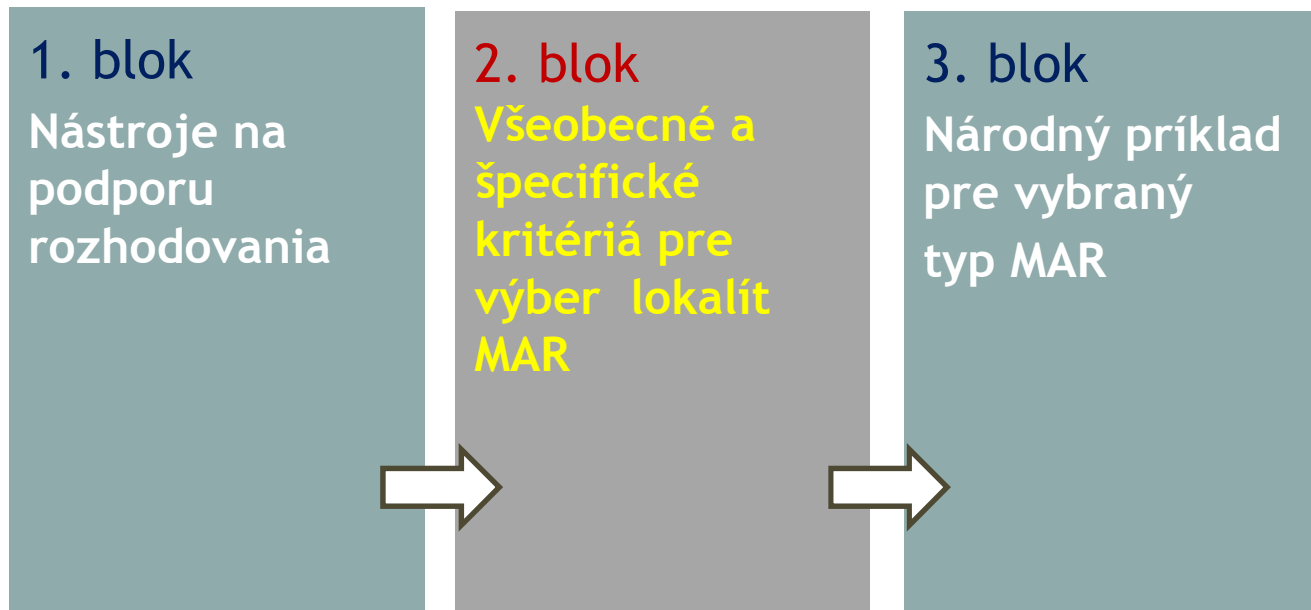 1. blok
Nástroje na
podporu
rozhodovania
2. blok
Všeobecné a
špecifické
kritériá pre
výber lokalít
MAR
3. blok
Národný príklad
pre vybraný
typ MAR